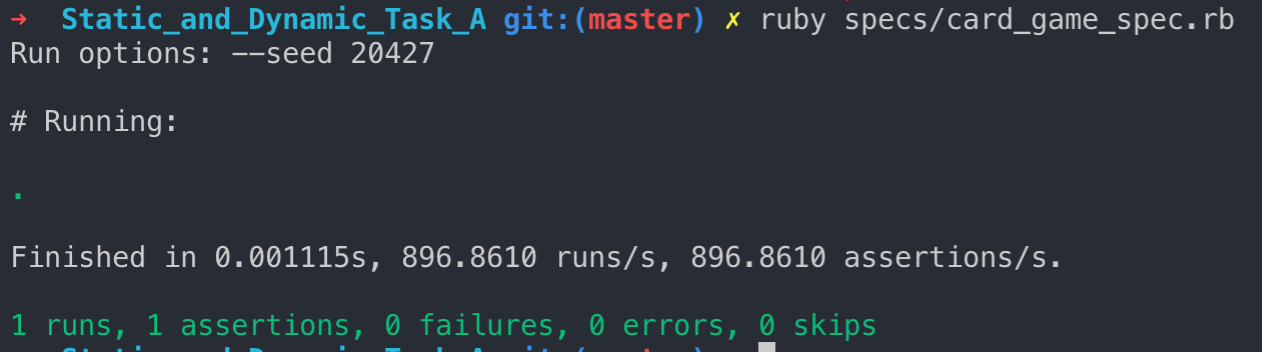 ➜  Static_and_Dynamic_Task_A git:(master) ✗ ruby specs/card_game_spec.rb
Run options: --seed 20427
# Running:
.
Finished in 0.001115s, 896.8610 runs/s, 896.8610 assertions/s.
1 runs, 1 assertions, 0 failures, 0 errors, 0 skips